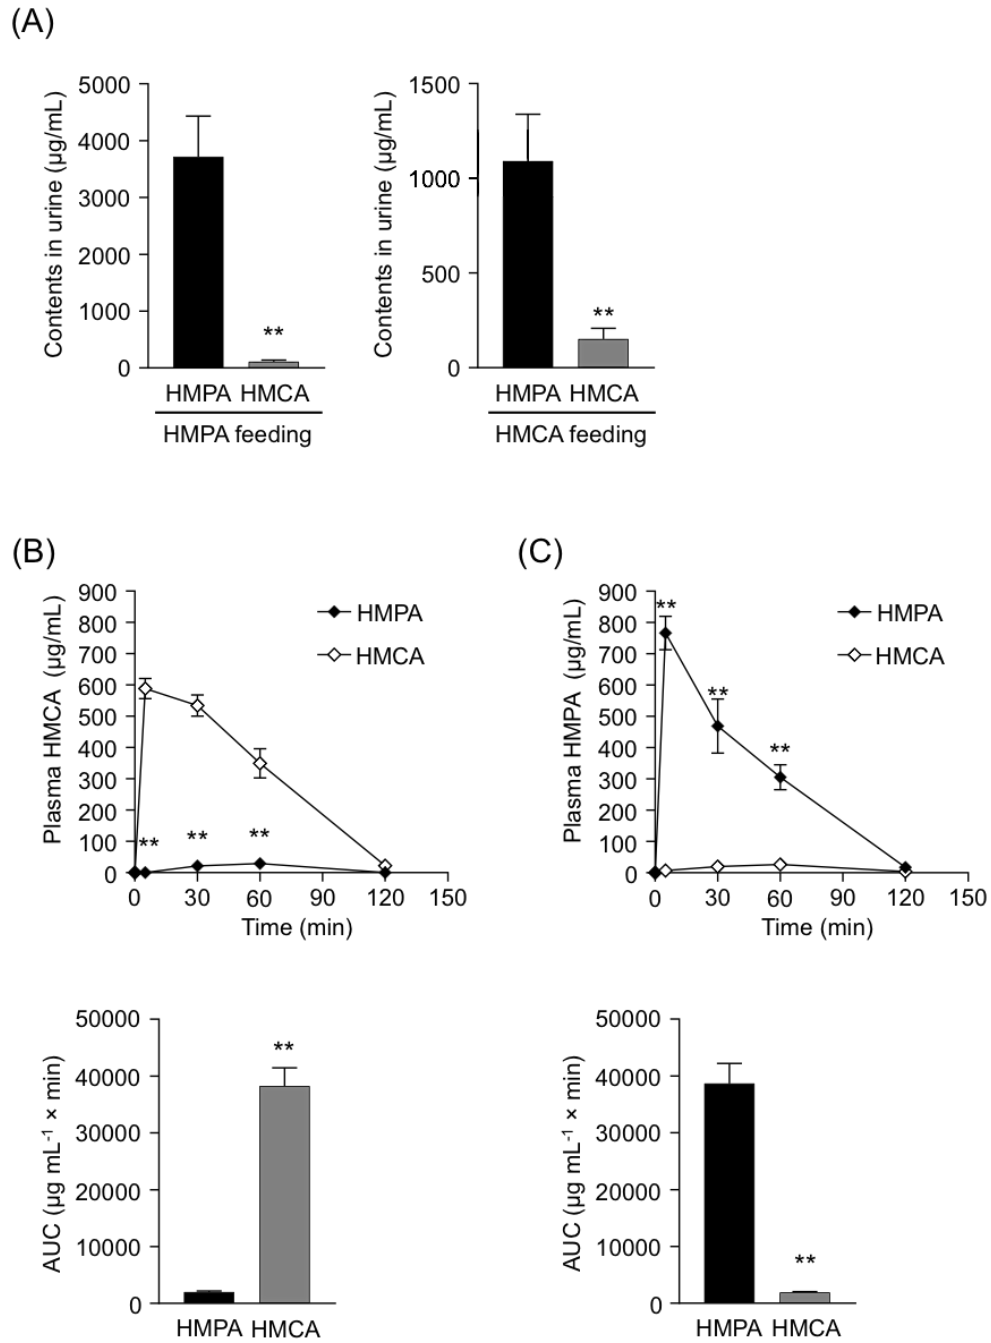 (A)
5000
4000
3000
2000
1000
0
Contents in urine (µg/mL)
**
HMPA HMCA
HMPA feeding
1500
1000
500
0
Contents in urine (µg/mL)
**
HMPA HMCA
HMCA feeding
(B)
900
800
700
600
500
400
300
200
100
0
Plasma HMCA (µg/mL)
HMPA
HMCA
** ** **
0 30 60 90 120 150
Time (min)
(C)
900
800
700
600
500
400
300
200
100
0
Plasma HMPA (µg/mL)
HMPA
HMCA
**
**
**
0 30 60 90 120 150
Time (min)
50000
40000
30000
20000
10000
0
AUC (µg mL⁻¹ × min)
**
HMPA HMCA
50000
40000
30000
20000
10000
0
AUC (µg mL⁻¹ × min)
**
HMPA HMCA